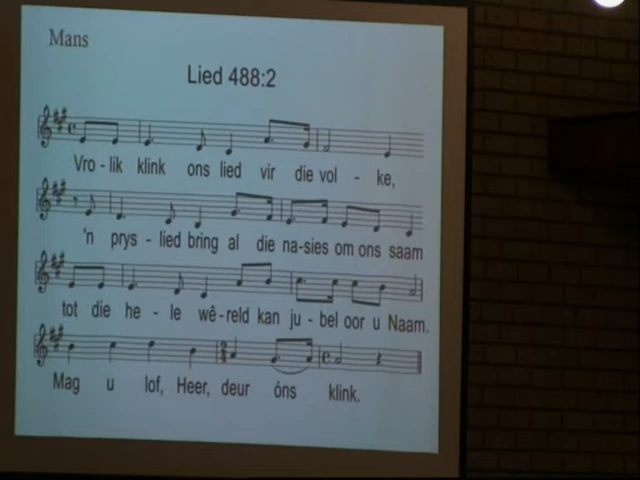 Mans
Lied 488:2
Vro - lik klink ons lied vir die vol - ke,
'n prys - lied bring al die na-sies om ons saam
tot die he - le wê-reld kan ju - bel oor u Naam.
Mag u lof, Heer, deur óns klink.